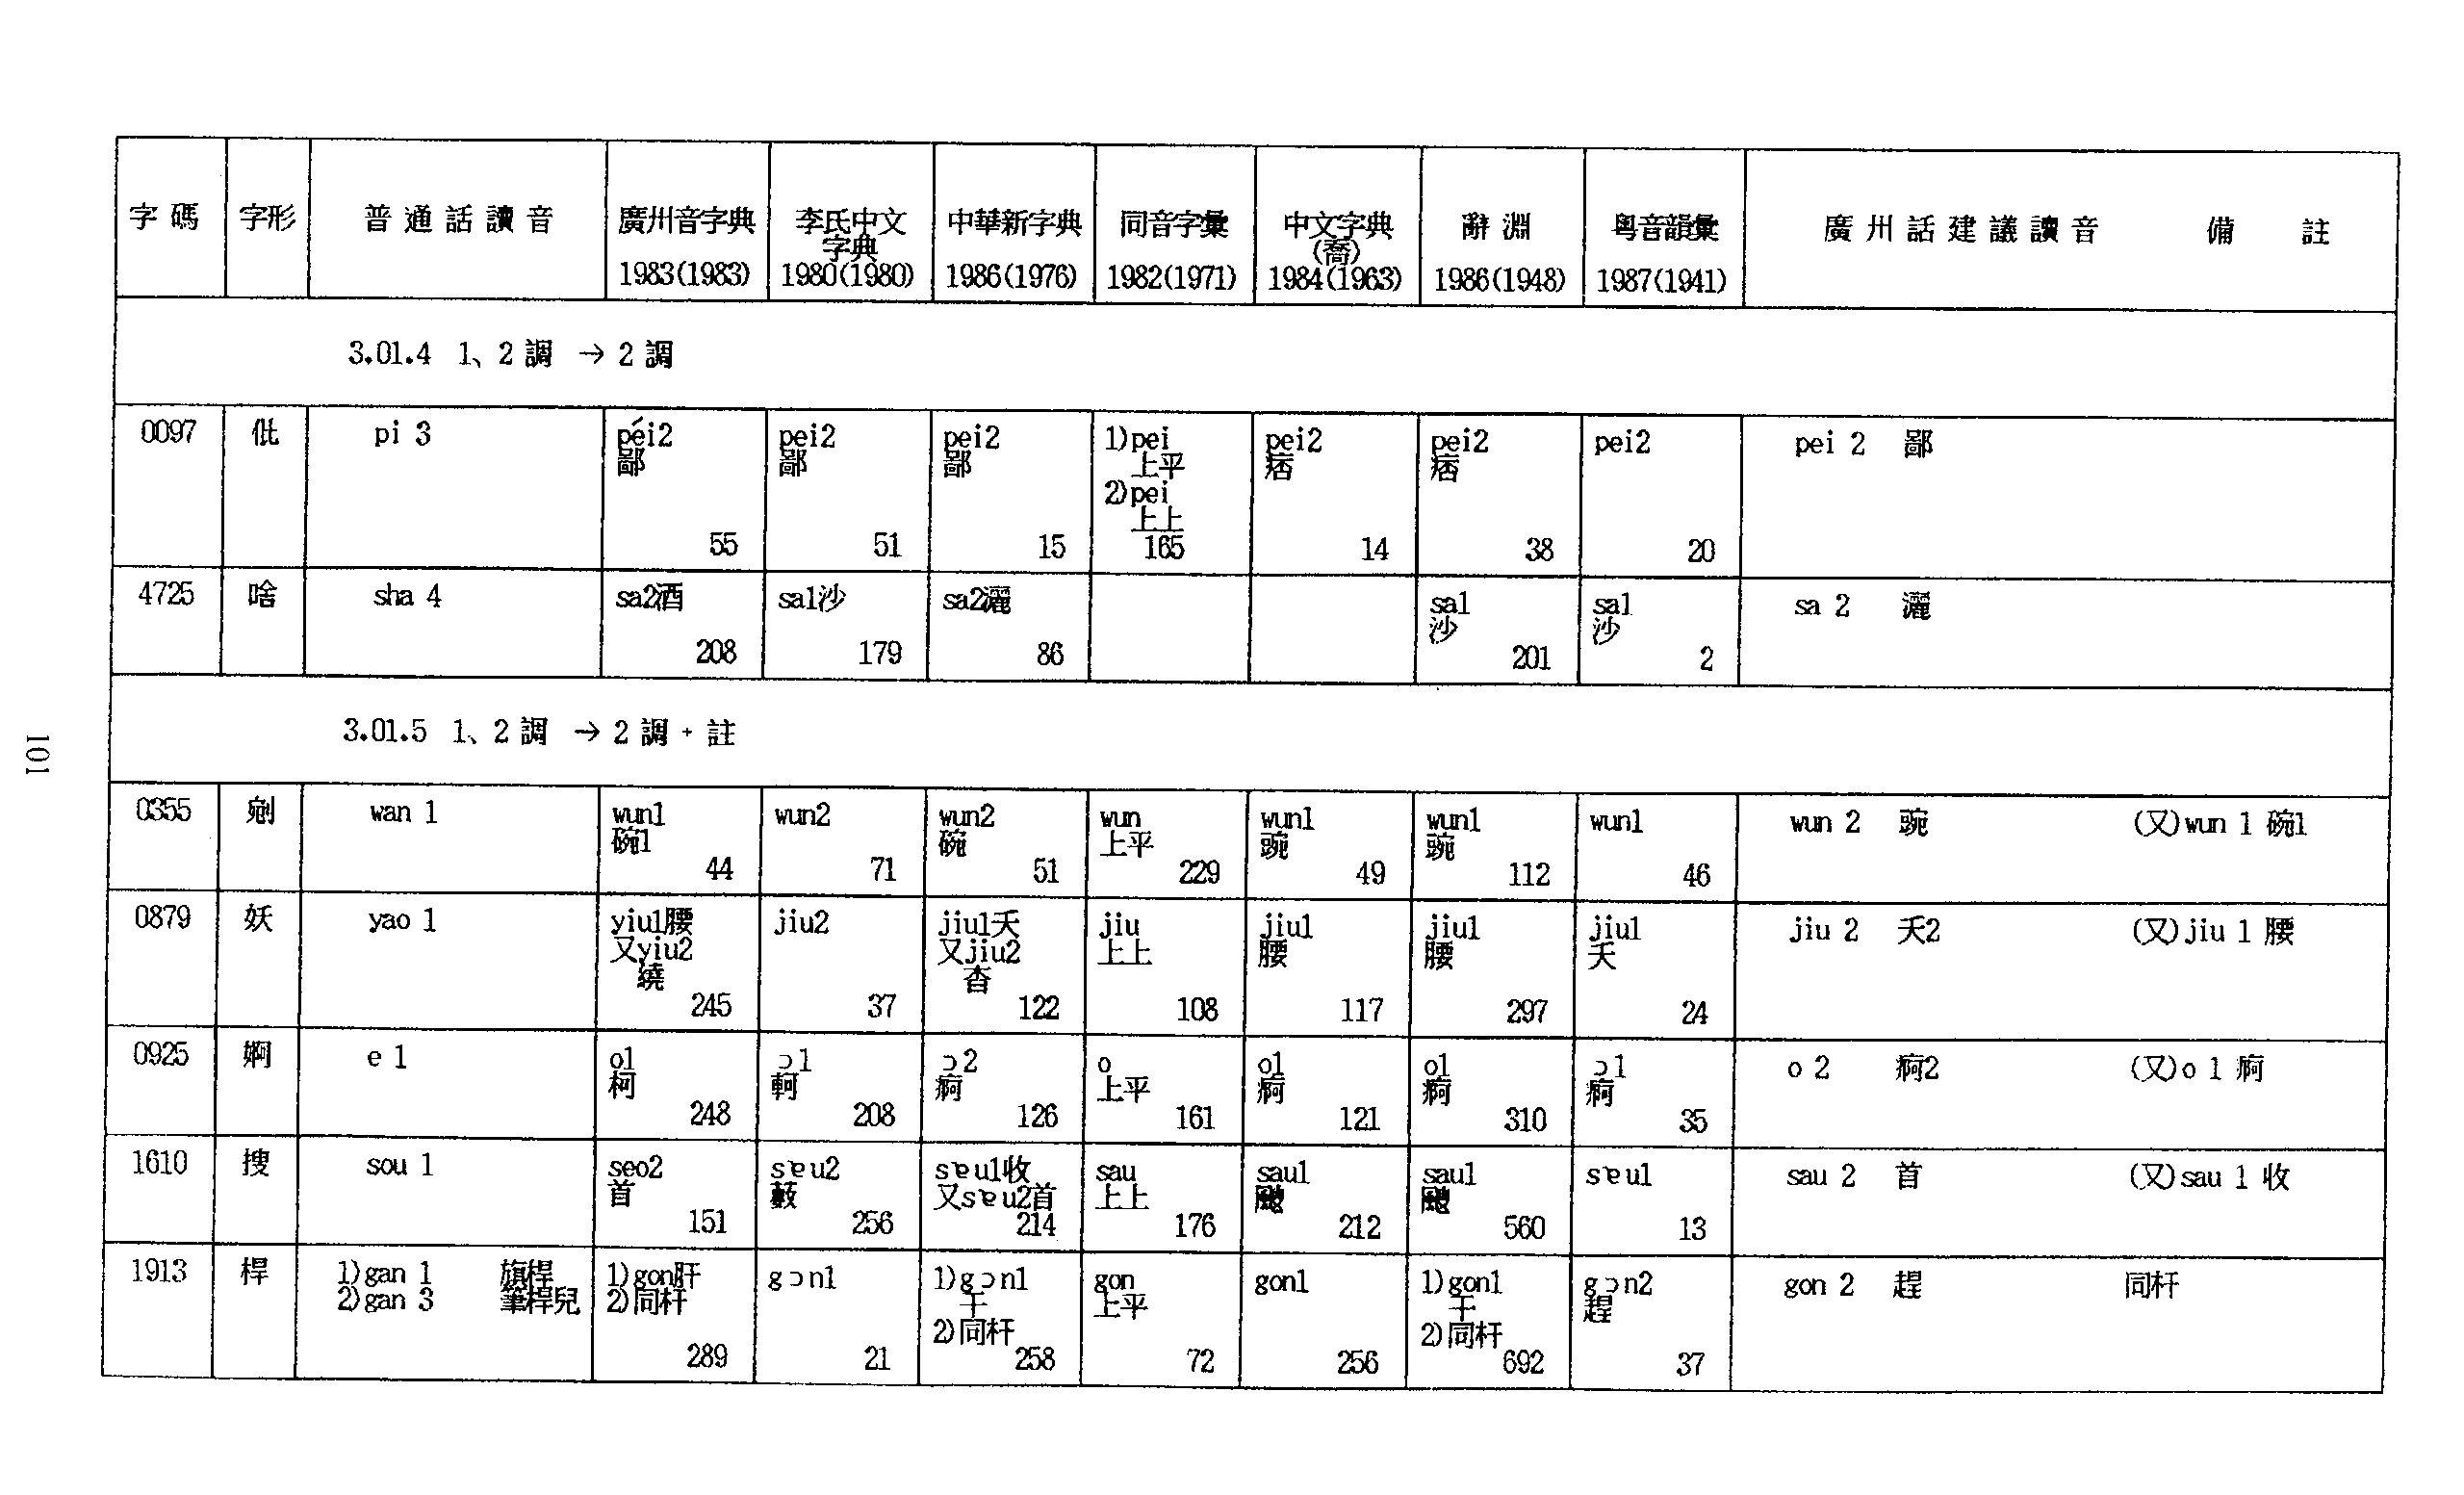 字碼 字形 普通話讀音 廣州音字典 1983(1983) 李氏中文字典 1980(1980) 中華新字典 1986(1976) 同音字彙 1982(1971) 中文字典(喬) 1984(1963) 辭淵 1986(1948) 粵音韻彙 1987(1941) 廣州話建議讀音 備註
3.01.4 1、2調 → 2調
0097 仳 pi 3 péi2 鄙 55 pei2 鄙 51 pei2 鄙 15 1)pei 上平 2)pei 上上 165 pei2 痞 14 pei2 痞 38 pei2 20 pei 2 鄙
4725 啥 sha 4 sa2洒 208 sa1沙 179 sa2灑 86 sa1 沙 201 sa1 沙 2 sa 2 灑
3.01.5 1、2調 → 2調+註
0355 剜 wan 1 wun1 碗1 44 wun2 71 wun2 碗 51 wun 上平 229 wun1 豌 49 wun1 豌 112 wun1 46 wun 2 豌 (又)wun 1 碗1
0879 妖 yao 1 yiu1腰 又yiu2 繞 245 jiu2 37 jiu1夭 又jiu2 杳 122 jiu 上上 108 jiu1 腰 117 jiu1 腰 297 jiu1 夭 24 jiu 2 夭2 (又)jiu 1 腰
0925 婀 e 1 o1 柯 248 ɔ1 軻 208 ɔ2 痾 126 o 上平 161 o1 痾 121 o1 痾 310 ɔ1 痾 35 o 2 痾2 (又)o 1 痾
1610 搜 sou 1 seo2 首 151 sɐu2 藪 256 sɐu1收 又sɐu2首 214 sau 上上 176 sau1 颼 212 sau1 颼 560 sɐu1 13 sau 2 首 (又)sau 1 收
1913 桿 1)gan 1 旗桿 2)gan 3 筆桿兒 1)gon肝 2)同杆 289 gɔn1 21 1)gɔn1 干 2)同杆 258 gon 上平 72 gon1 256 1)gon1 干 2)同杆 692 gɔn2 趕 37 gon 2 趕 同杆
101